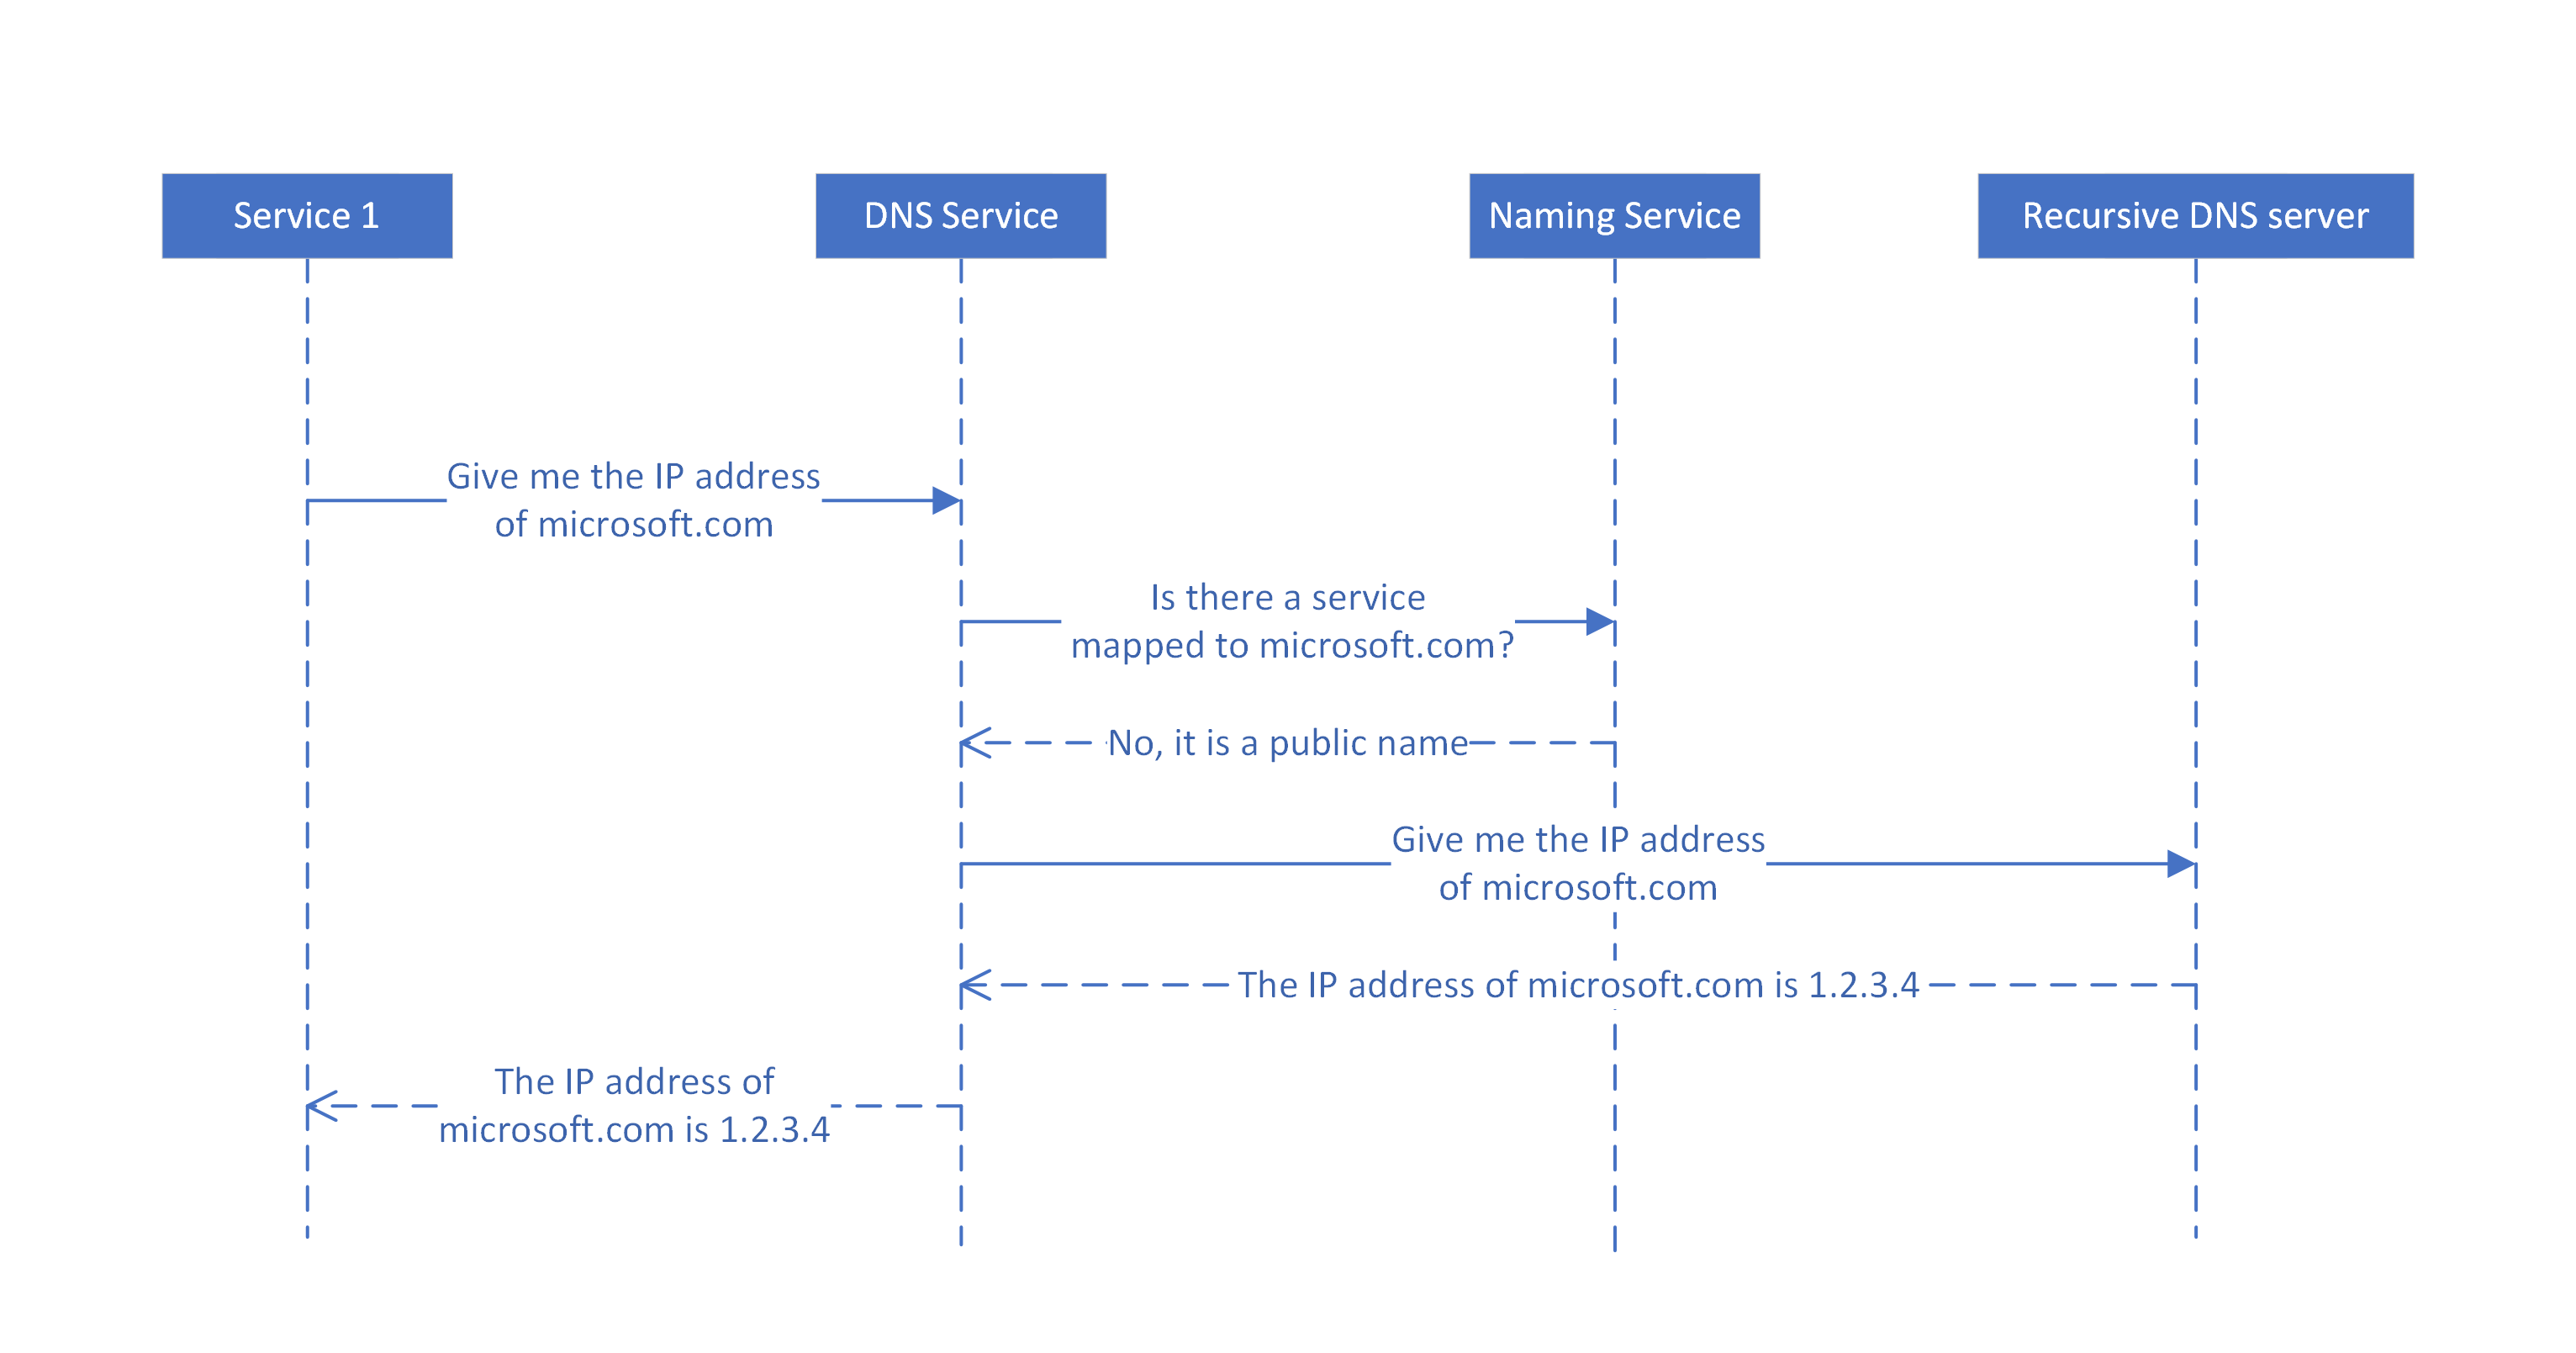 Service 1
DNS Service
Naming Service
Recursive DNS server
Give me the IP address
of microsoft.com
Is there a service
mapped to microsoft.com?
No, it is a public name
Give me the IP address
of microsoft.com
The IP address of microsoft.com is 1.2.3.4
The IP address of
microsoft.com is 1.2.3.4